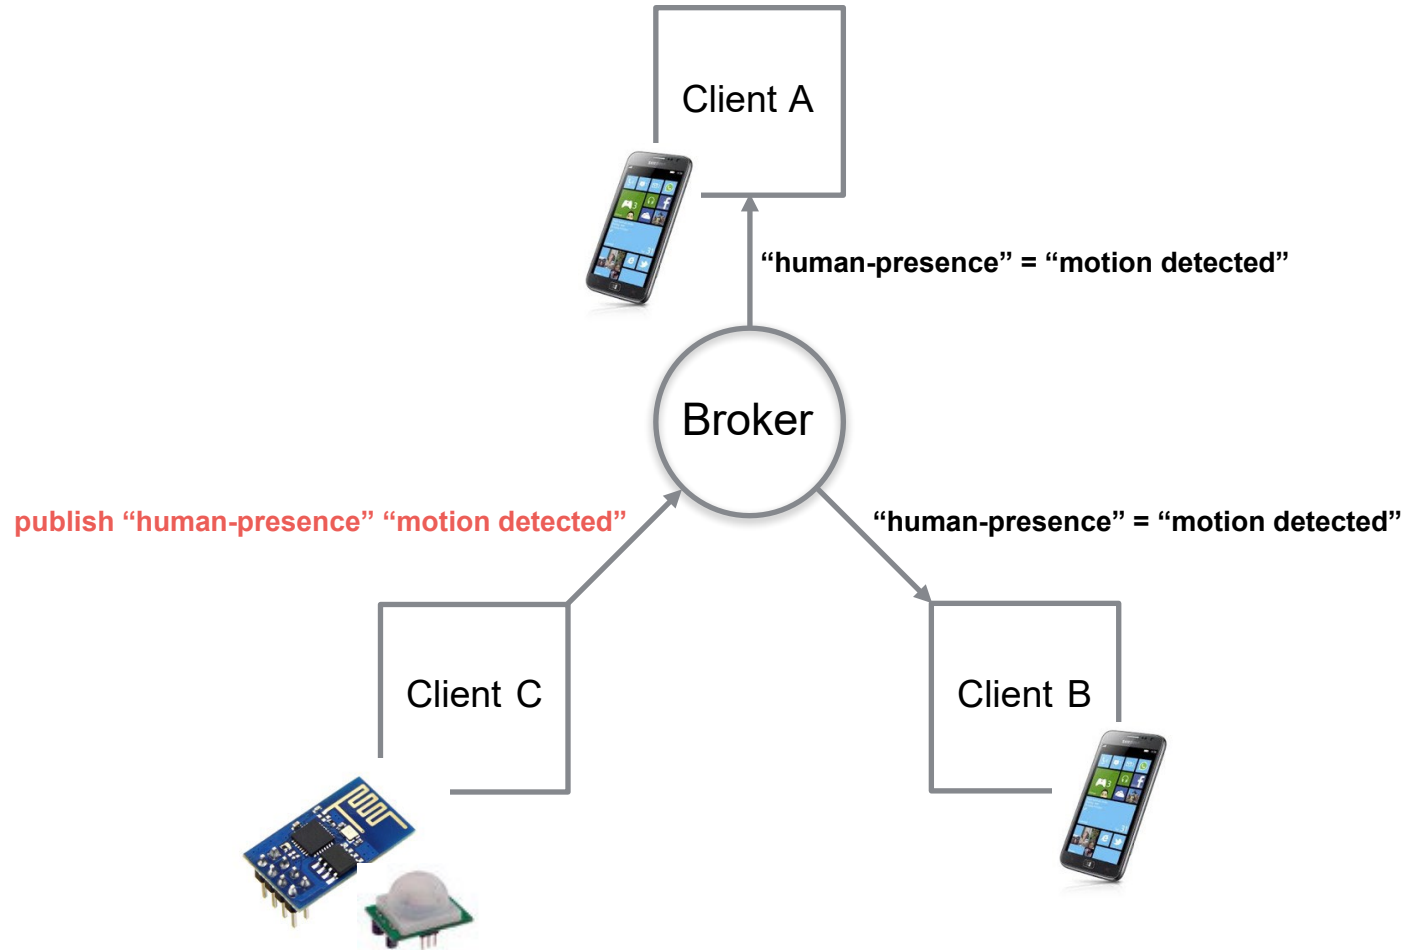 Client A
“human-presence” = “motion detected”
Broker
publish “human-presence” “motion detected”
“human-presence” = “motion detected”
Client C
Client B